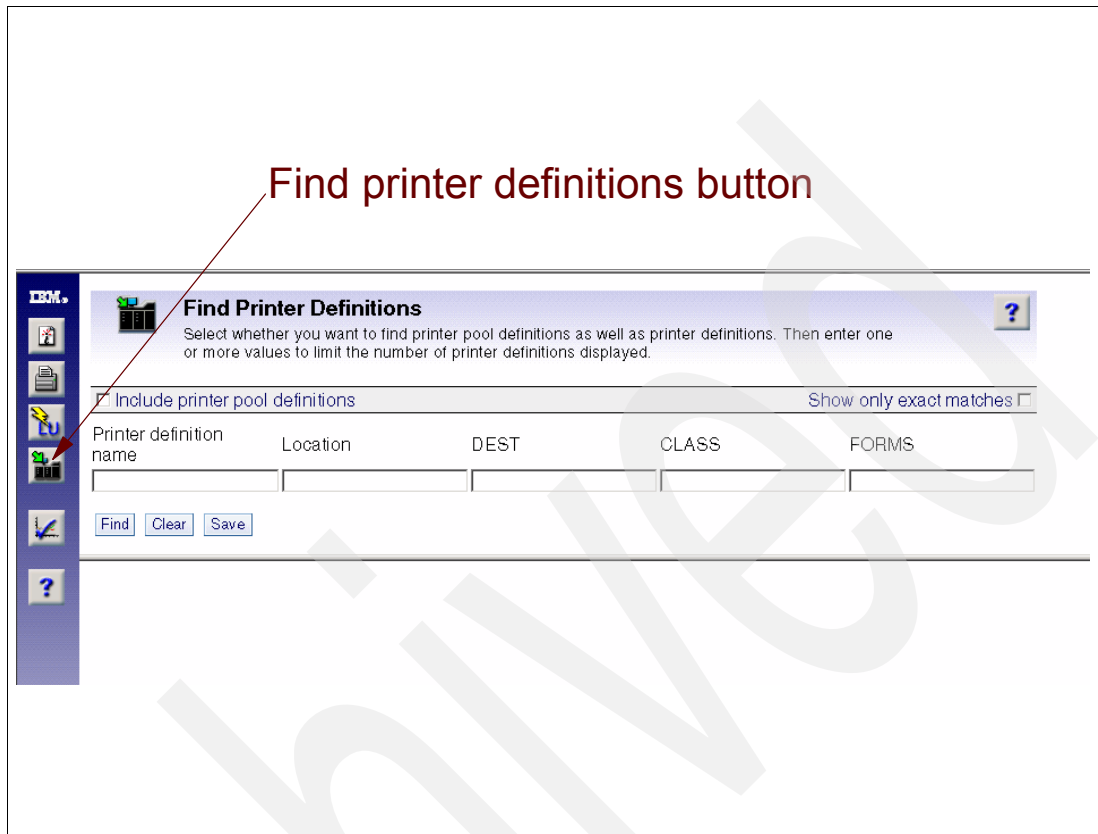 Find printer definitions button
IBM.
Find Printer Definitions
?
Select whether you want to find printer pool definitions as well as printer definitions. Then enter one
or more values to limit the number of printer definitions displayed.
Include printer pool definitions
Show only exact matches
LU
Printer definition
name
Location
DEST
CLASS
FORMS
Find
Clear
Save
?
hived